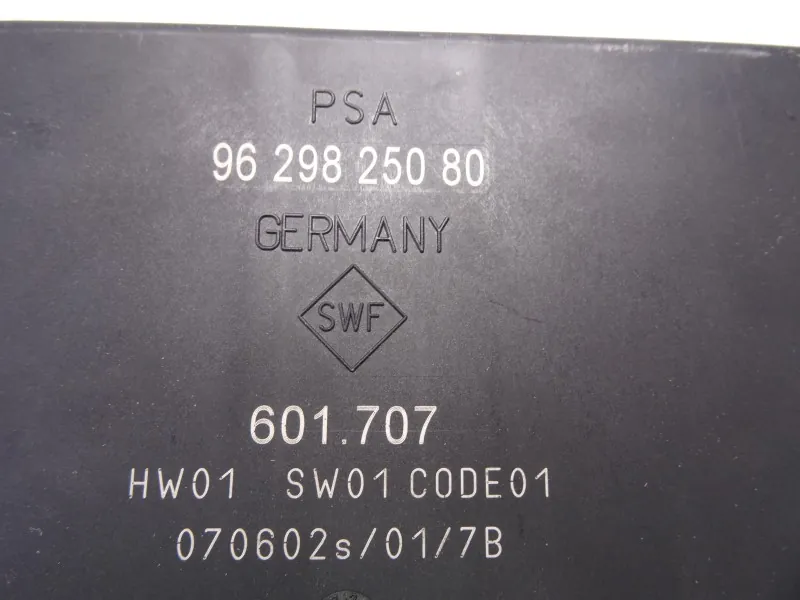 PSA
96 298 250 80
GERMANY
SWF
601.707
HW01 SW01 CODE01
070602s/01/7B